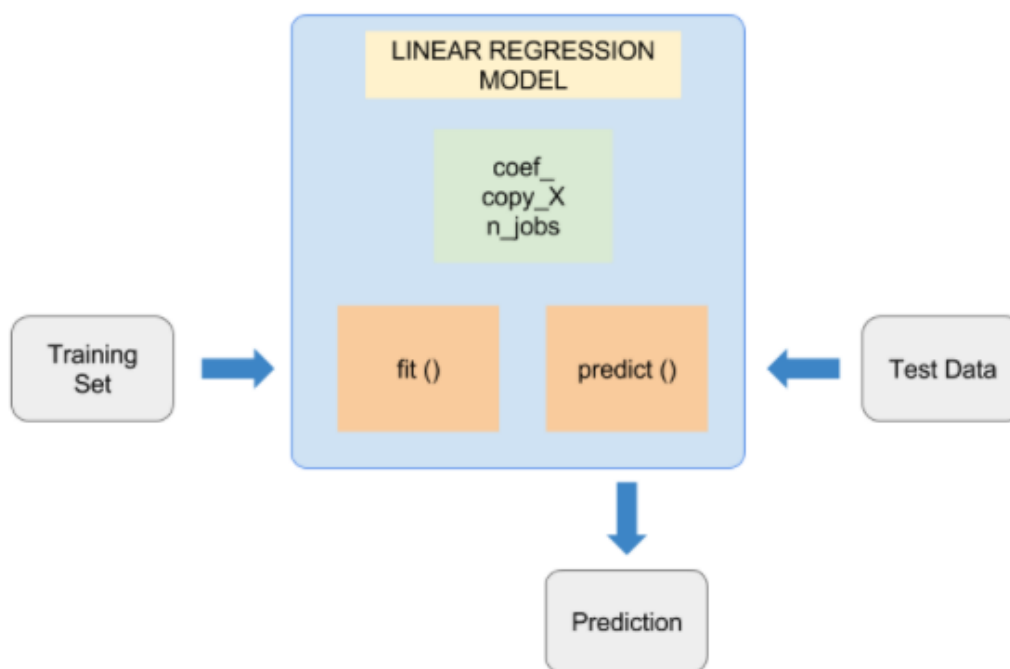 LINEAR REGRESSION
MODEL
coef_
copy_X
n_jobs
Training
Set
fit ()
predict ()
Test Data
Prediction